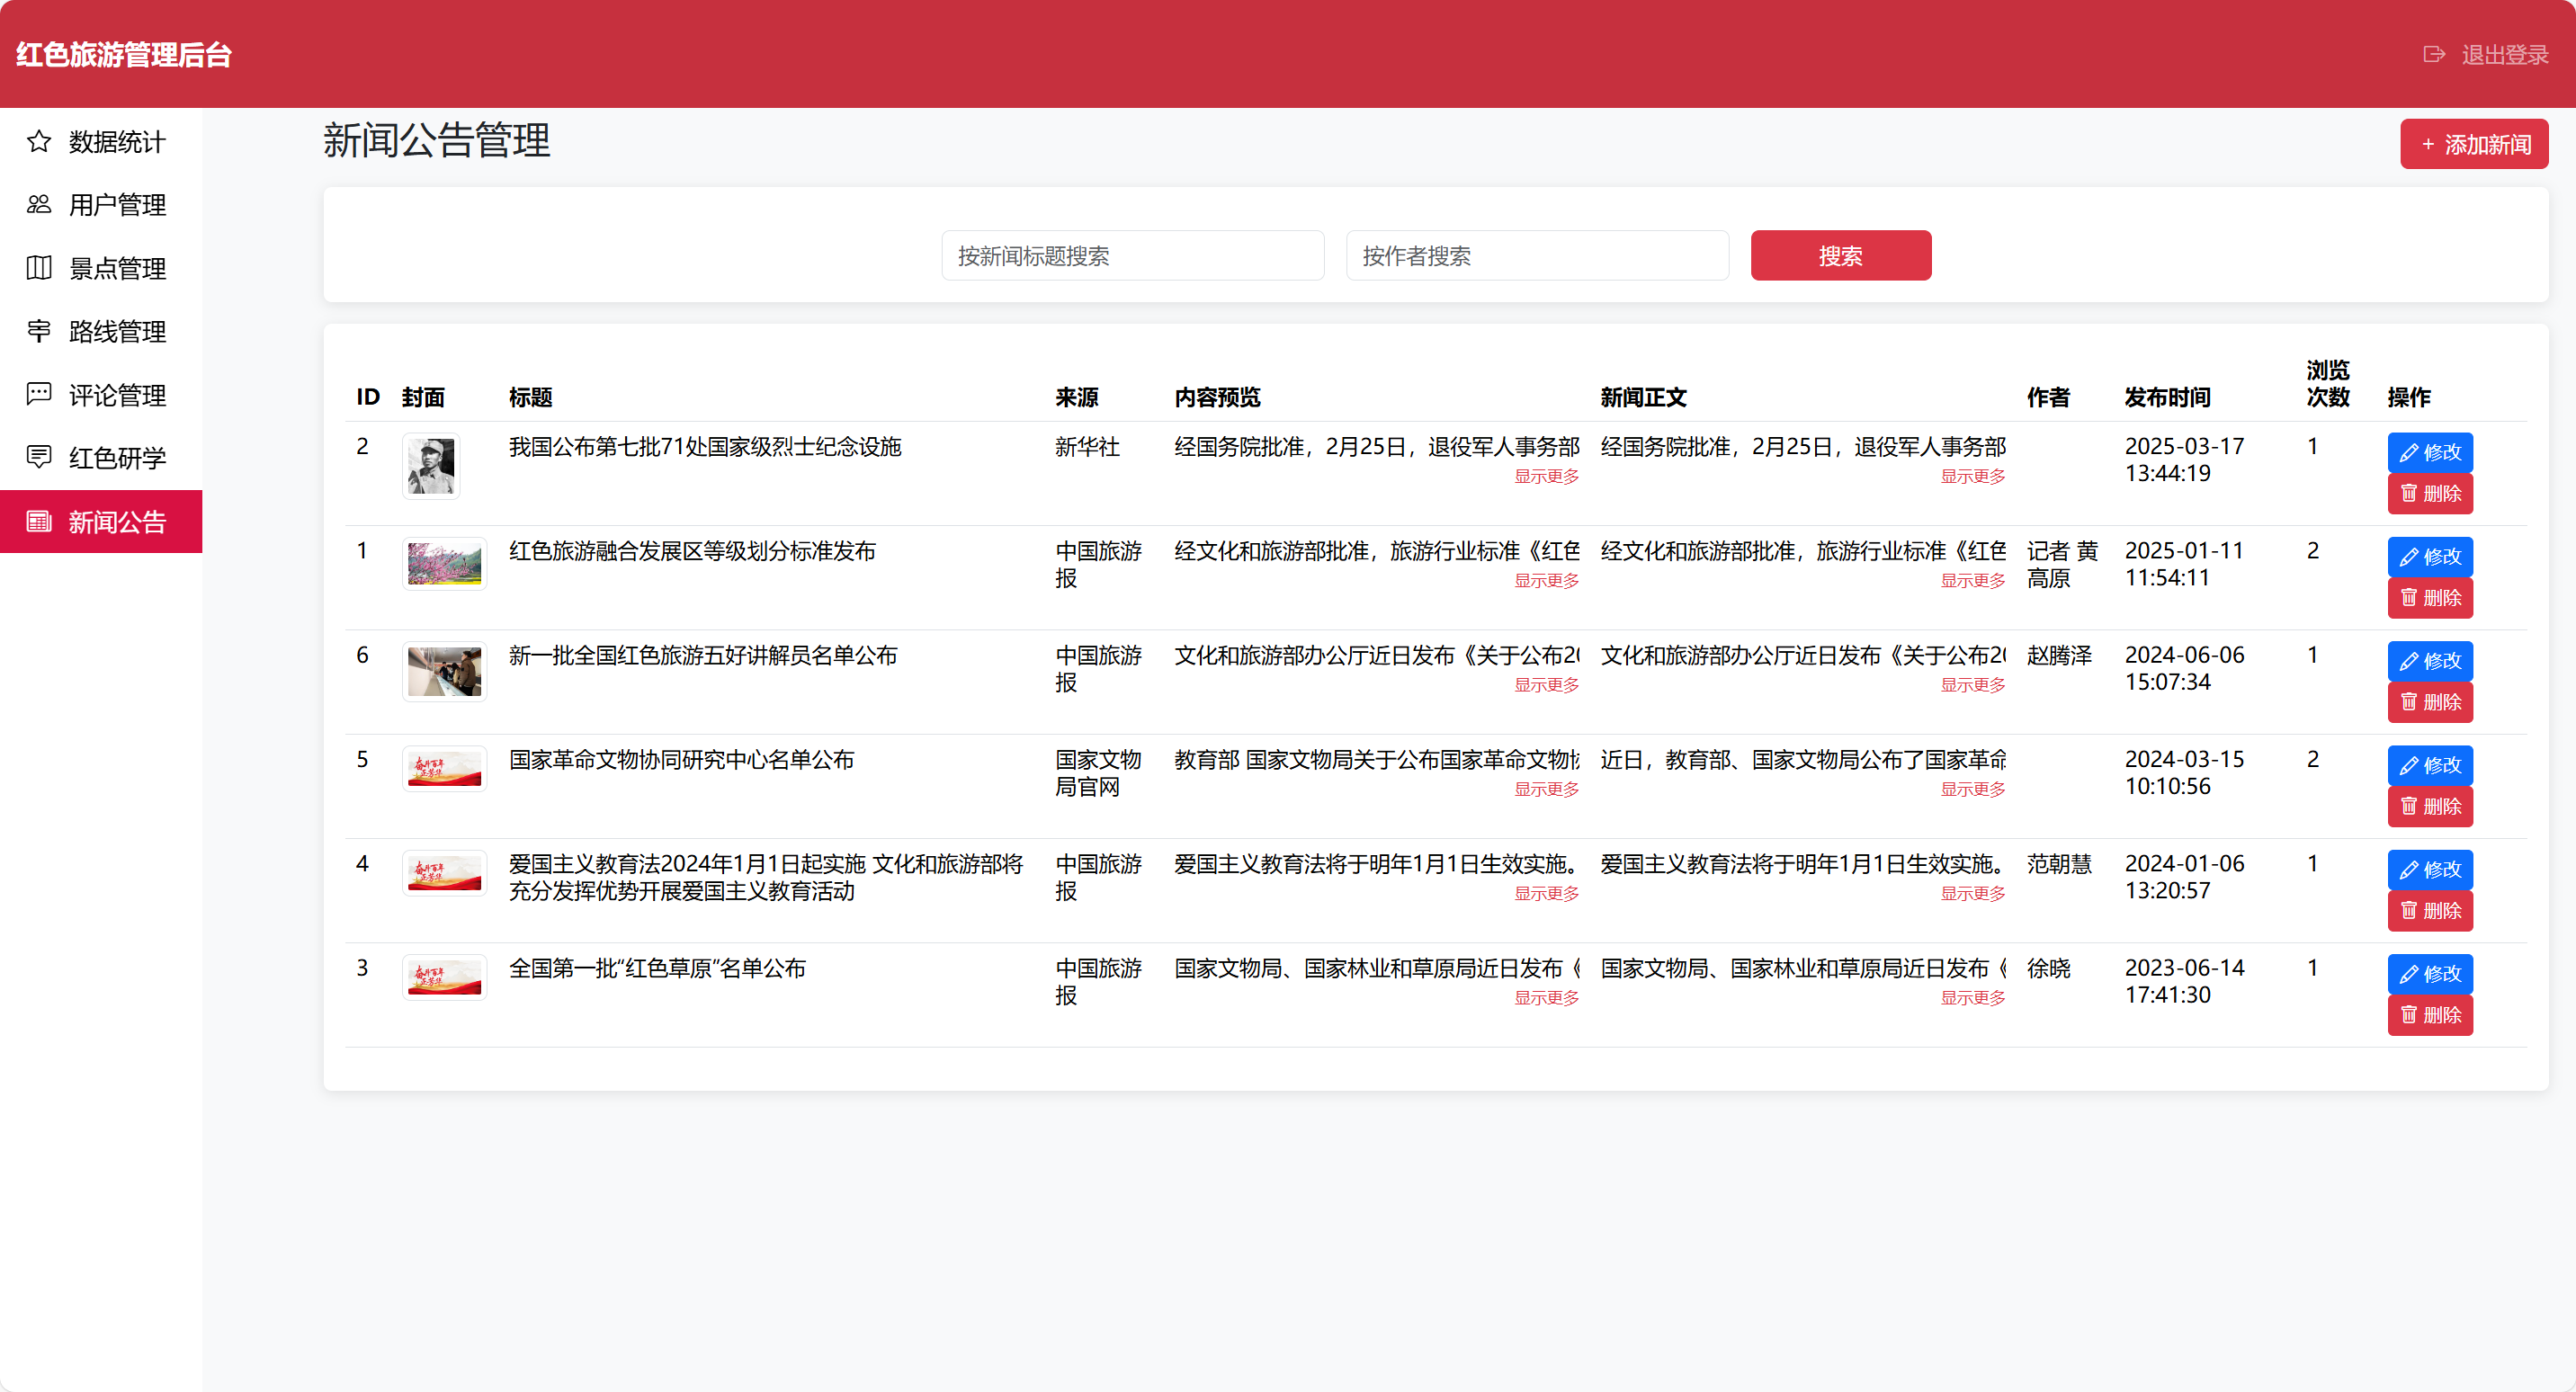 红色旅游管理后台
退出登录
数据统计
用户管理
景点管理
路线管理
评论管理
红色研学
新闻公告
新闻公告管理
+ 添加新闻
按新闻标题搜索 按作者搜索 搜索
ID 封面 标题 来源 内容预览 新闻正文 作者 发布时间 浏览次数 操作
2 我国公布第七批71处国家级烈士纪念设施 新华社 经国务院批准，2月25日，退役军人事务部 经国务院批准，2月25日，退役军人事务部 2025-03-17 1 修改
显示更多 显示更多 13:44:19 删除
1 红色旅游融合发展区等级划分标准发布 中国旅游 经文化和旅游部批准，旅游行业标准《红色 经文化和旅游部批准，旅游行业标准《红色 记者 黄 2025-01-11 2 修改
报 显示更多 显示更多 高原 11:54:11 删除
6 新一批全国红色旅游五好讲解员名单公布 中国旅游 文化和旅游部办公厅近日发布《关于公布20 文化和旅游部办公厅近日发布《关于公布20 赵腾泽 2024-06-06 1 修改
报 显示更多 显示更多 15:07:34 删除
5 奋斗百年 国家革命文物协同研究中心名单公布 国家文物 教育部 国家文物局关于公布国家革命文物协 近日，教育部、国家文物局公布了国家革命 2024-03-15 2 修改
正芳华 局官网 显示更多 显示更多 10:10:56 删除
4 奋斗百年 爱国主义教育法2024年1月1日起实施 文化和旅游部将 中国旅游 爱国主义教育法将于明年1月1日生效实施。 爱国主义教育法将于明年1月1日生效实施。 范朝慧 2024-01-06 1 修改
正芳华 充分发挥优势开展爱国主义教育活动 报 显示更多 显示更多 13:20:57 删除
3 奋斗百年 全国第一批“红色草原”名单公布 中国旅游 国家文物局、国家林业和草原局近日发布《 国家文物局、国家林业和草原局近日发布《 徐晓 2023-06-14 1 修改
正芳华 报 显示更多 显示更多 17:41:30 删除